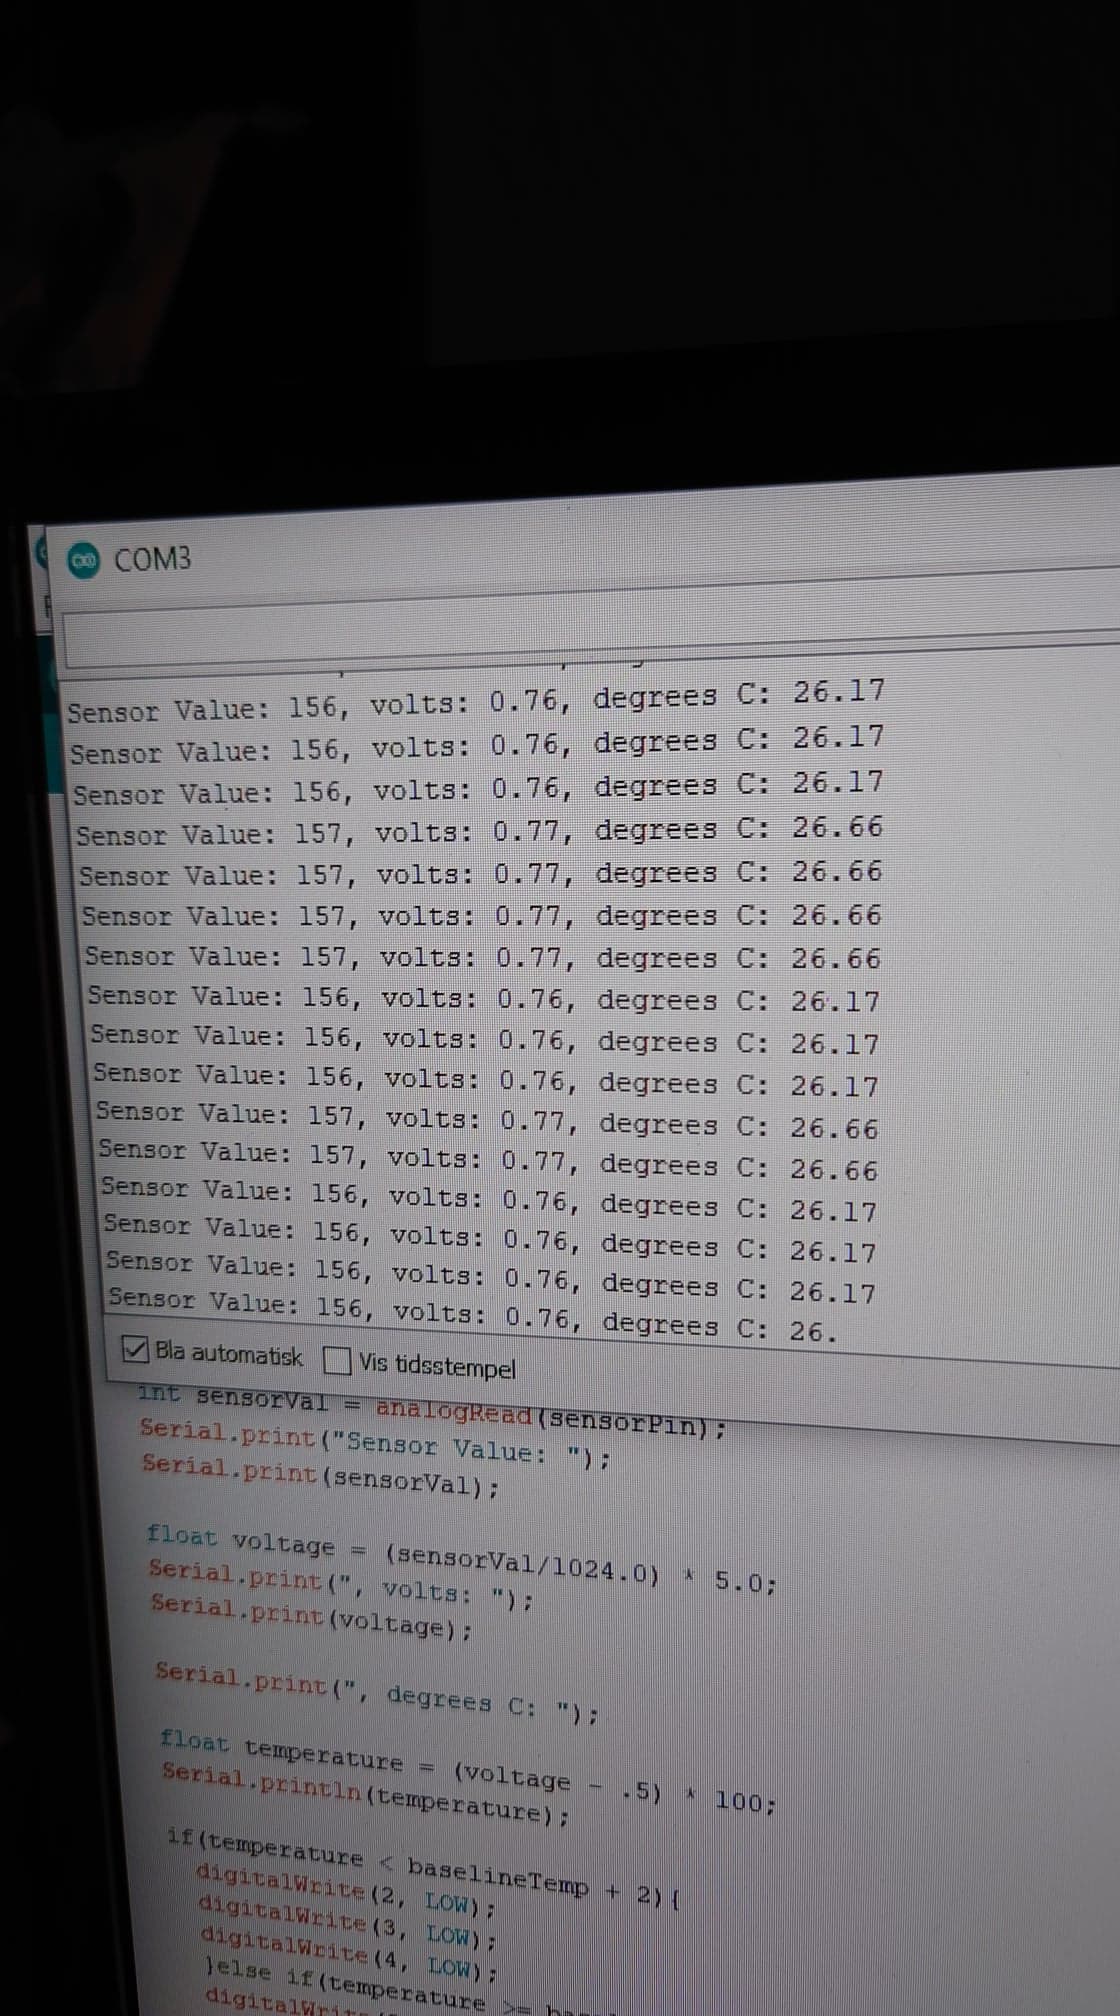 COM3
Sensor Value: 156, volts: 0.76, degrees C: 26.17
Sensor Value: 156, volts: 0.76, degrees C: 26.17
Sensor Value: 156, volts: 0.76, degrees C: 26.17
Sensor Value: 157, volts: 0.77, degrees C: 26.66
Sensor Value: 157, volts: 0.77, degrees C: 26.66
Sensor Value: 157, volts: 0.77, degrees C: 26.66
Sensor Value: 157, volts: 0.77, degrees C: 26.66
Sensor Value: 156, volts: 0.76, degrees C: 26.17
Sensor Value: 156, volts: 0.76, degrees C: 26.17
Sensor Value: 156, volts: 0.76, degrees C: 26.17
Sensor Value: 157, volts: 0.77, degrees C: 26.66
Sensor Value: 157, volts: 0.77, degrees C: 26.66
Sensor Value: 156, volts: 0.76, degrees C: 26.17
Sensor Value: 156, volts: 0.76, degrees C: 26.17
Sensor Value: 156, volts: 0.76, degrees C: 26.17
Sensor Value: 156, volts: 0.76, degrees C: 26.
Bla automatisk Vis tidsstempel
int sensorVal = analogRead(sensorPin);
Serial.print("Sensor Value: ");
Serial.print(sensorVal);
float voltage = (sensorVal/1024.0) * 5.0;
Serial.print(", volts: ");
Serial.print(voltage);
Serial.print(", degrees C: ");
float temperature = (voltage - .5) * 100;
Serial.println(temperature);
if(temperature < baselineTemp + 2){
digitalWrite(2, LOW);
digitalWrite(3, LOW);
digitalWrite(4, LOW);
}else if(temperature >=